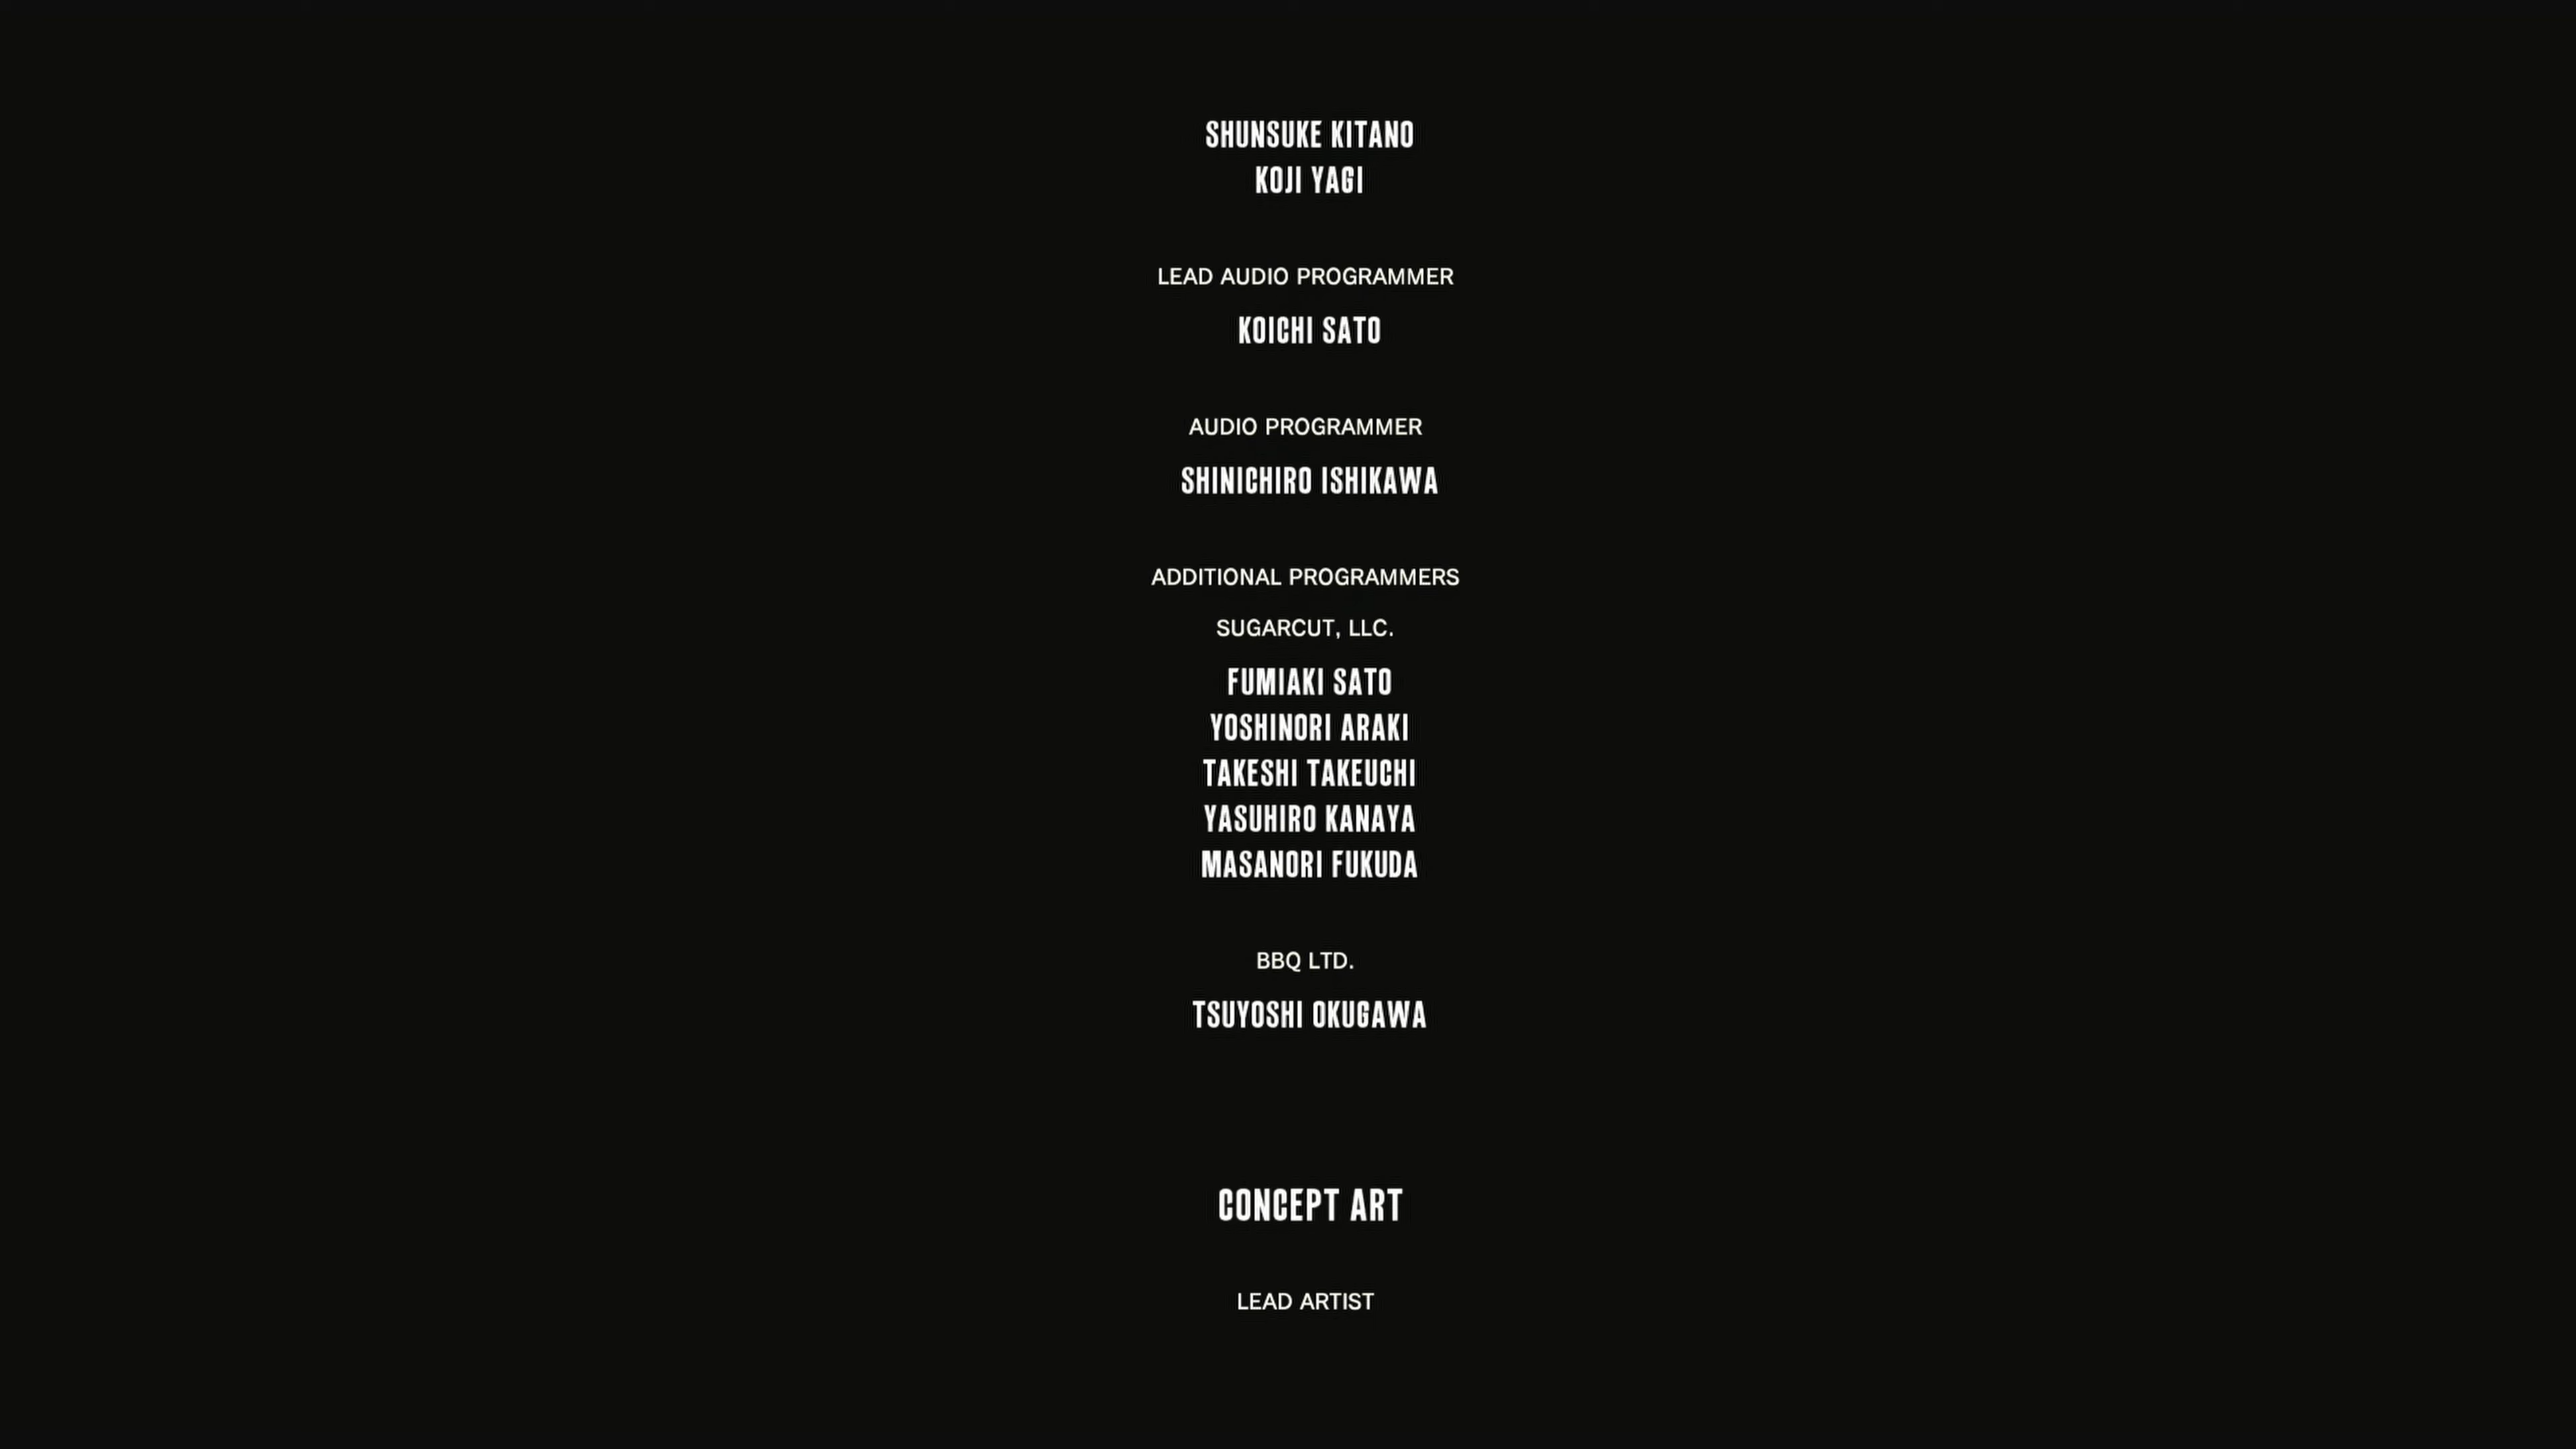 SHUNSUKE KITANO
KOJI YAGI
LEAD AUDIO PROGRAMMER
KOICHI SATO
AUDIO PROGRAMMER
SHINICHIRO ISHIKAWA
ADDITIONAL PROGRAMMERS
SUGARCUT, LLC.
FUMIAKI SATO
YOSHINORI ARAKI
TAKESHI TAKEUCHI
YASUHIRO KANAYA
MASANORI FUKUDA
BBQ LTD.
TSUYOSHI OKUGAWA
CONCEPT ART
LEAD ARTIST